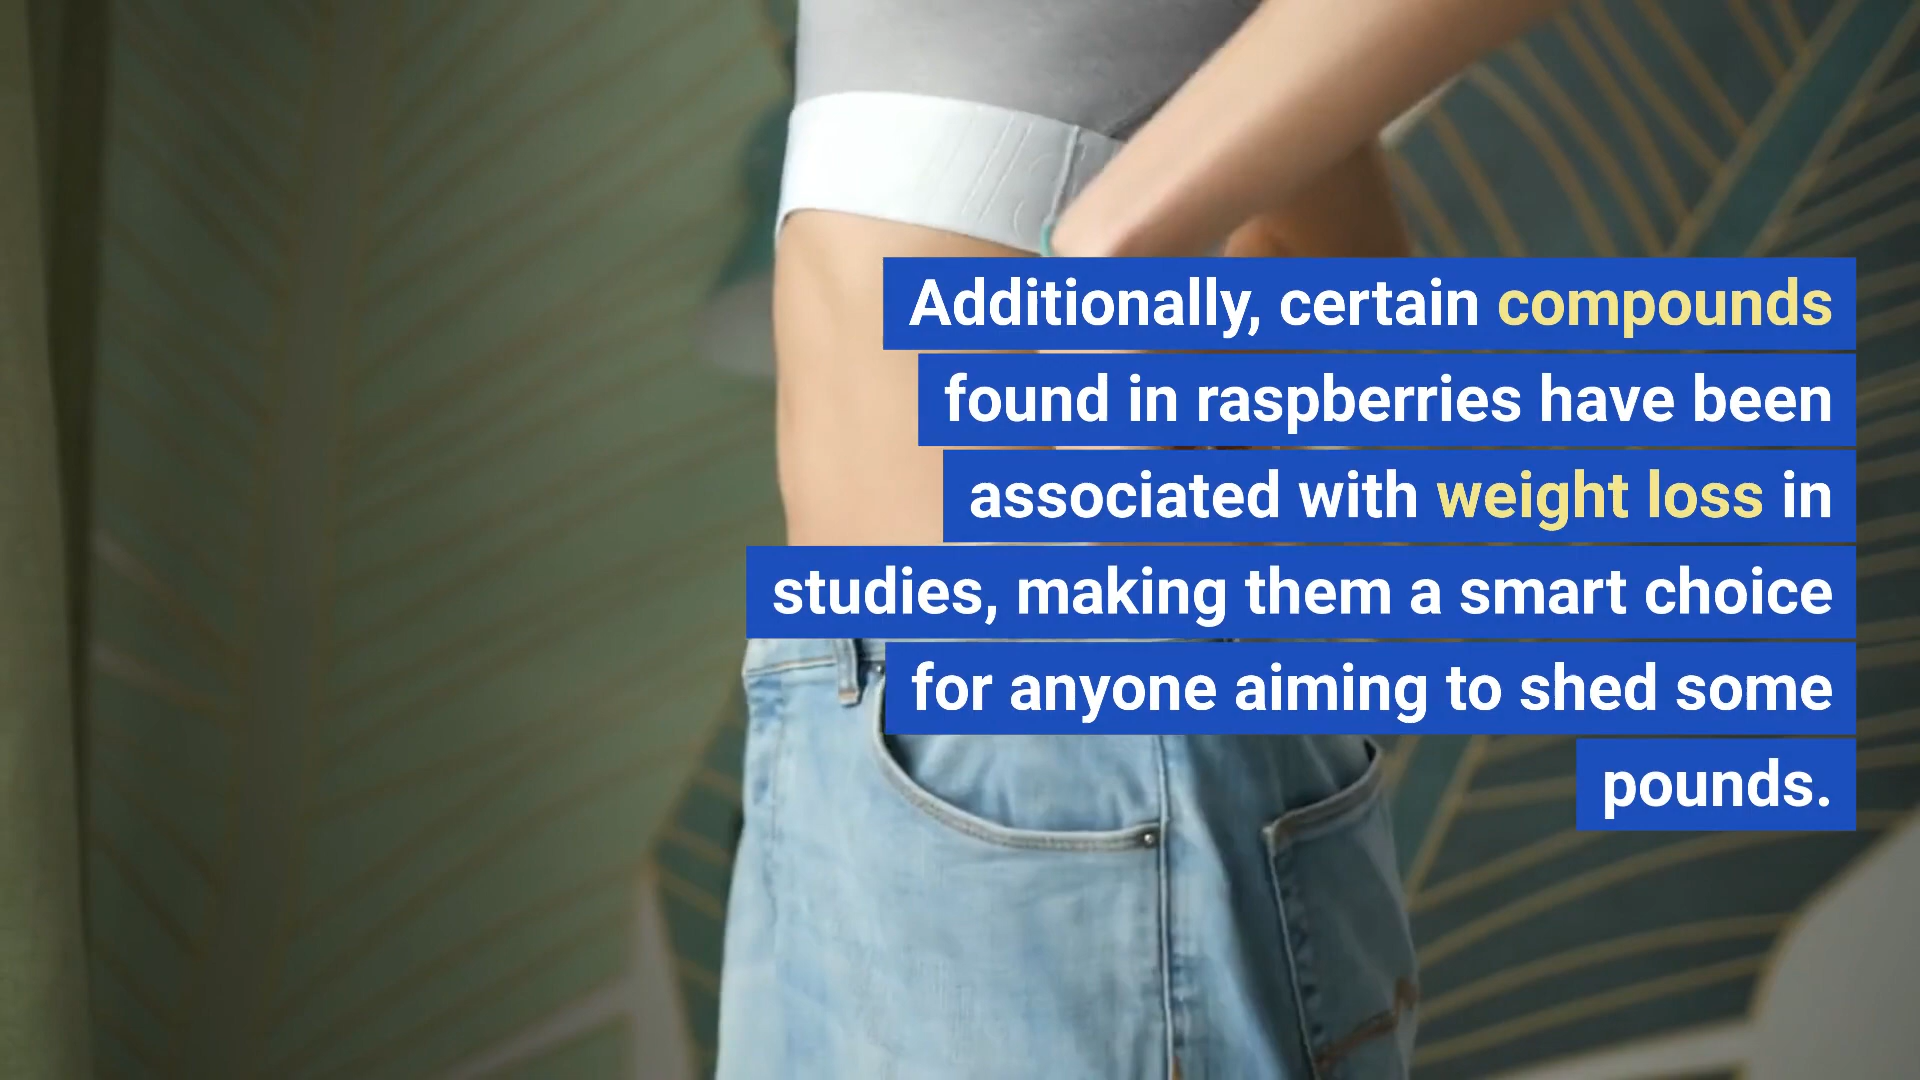 Additionally, certain compounds
found in raspberries have been
associated with weight loss in
studies, making them a smart choice
for anyone aiming to shed some
pounds.